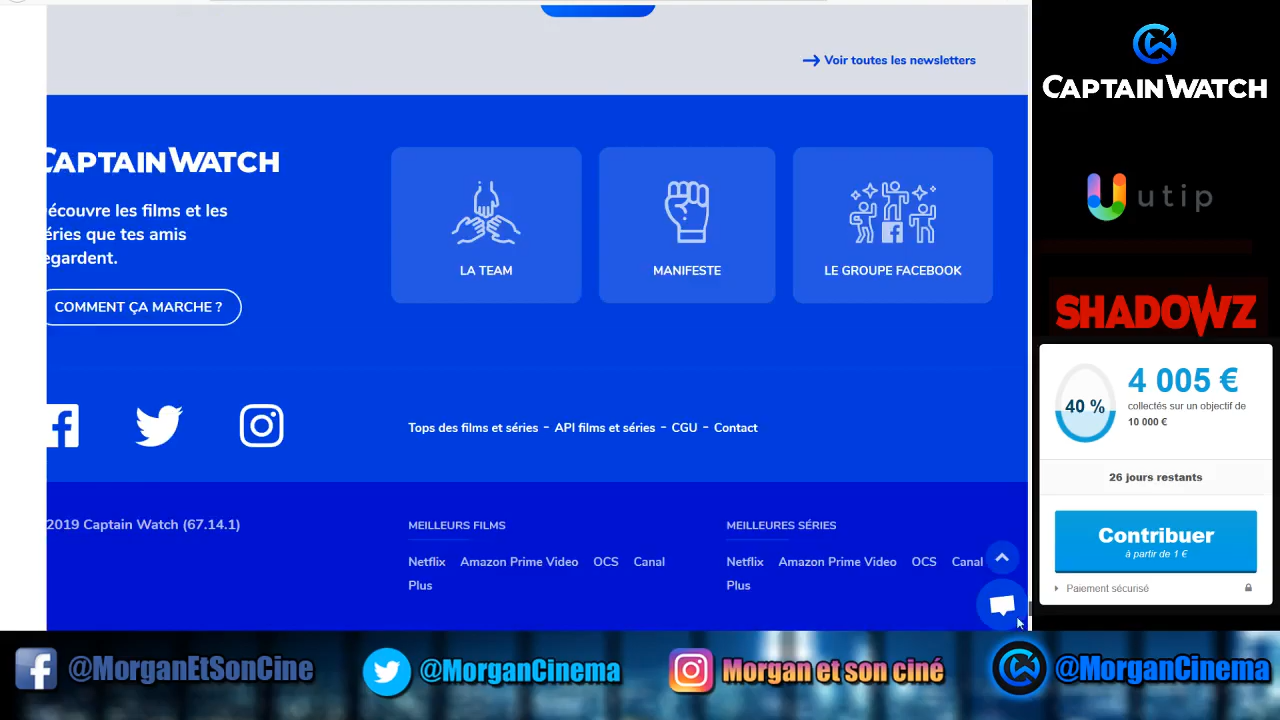 Voir toutes les newsletters
CAPTAINWATCH
écouvre les films et les
éries que tes amis
egardent.
COMMENT ÇA MARCHE ?
LA TEAM
MANIFESTE
LE GROUPE FACEBOOK
Tops des films et séries - API films et séries - CGU - Contact
2019 Captain Watch (67.14.1)
MEILLEURS FILMS
Netflix Amazon Prime Video OCS Canal
Plus
MEILLEURES SÉRIES
Netflix Amazon Prime Video OCS Canal
Plus
CAPTAINWATCH
utip
SHADOWZ
40 %
4 005 €
collectés sur un objectif de
10 000 €
26 jours restants
Contribuer
à partir de 1 €
Paiement sécurisé
@MorganEtSonCine
@MorganCinema
Morgan et son ciné
@MorganCinema